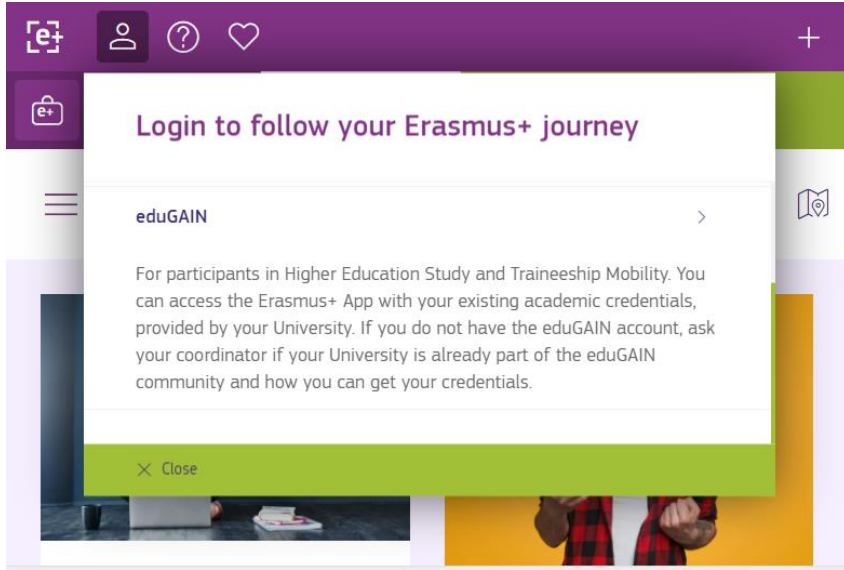 e+
e+
Login to follow your Erasmus+ journey
eduGAIN
For participants in Higher Education Study and Traineeship Mobility. You
can access the Erasmus+ App with your existing academic credentials,
provided by your University. If you do not have the eduGAIN account, ask
your coordinator if your University is already part of the eduGAIN
community and how you can get your credentials.
Close